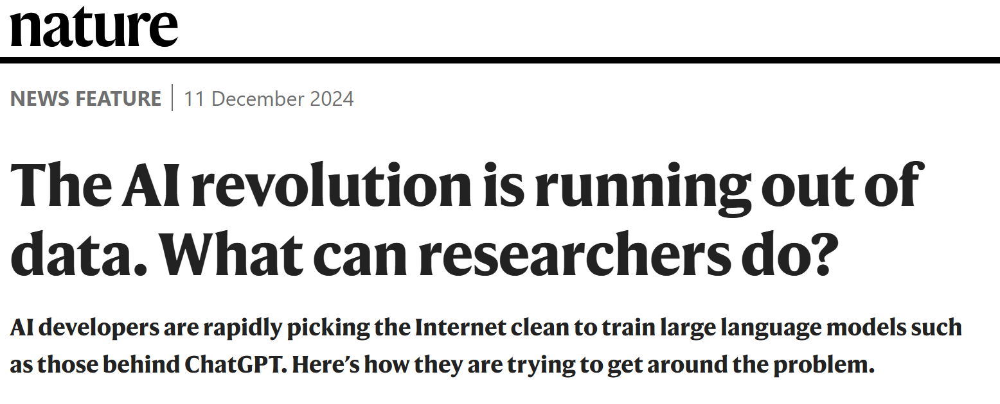 nature
NEWS FEATURE | 11 December 2024
The AI revolution is running out of
data. What can researchers do?
AI developers are rapidly picking the Internet clean to train large language models such
as those behind ChatGPT. Here’s how they are trying to get around the problem.